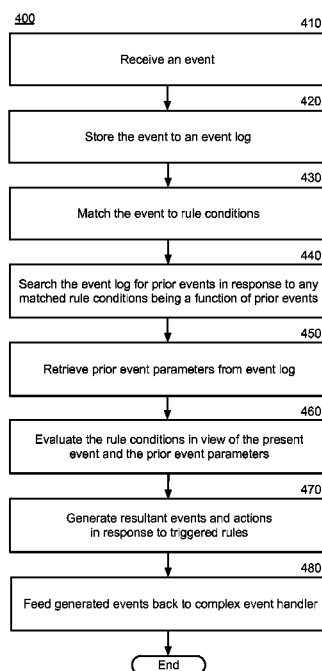 400
410
Receive an event
420
Store the event to an event log
430
Match the event to rule conditions
440
Search the event log for prior events in response to any
matched rule conditions being a function of prior events
450
Retrieve prior event parameters from event log
460
Evaluate the rule conditions in view of the present
event and the prior event parameters
470
Generate resultant events and actions
in response to triggered rules
480
Feed generated events back to complex event handler
End